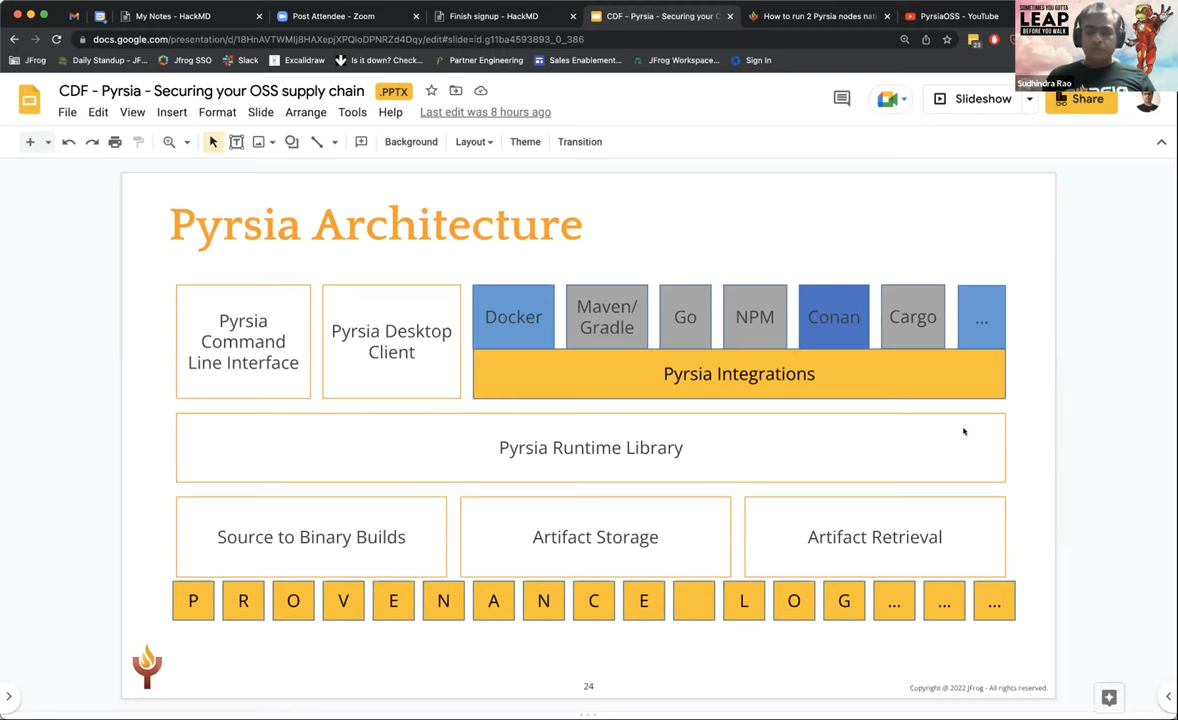 My Notes - HackMD
Post Attendee - Zoom
Finish signup - HackMD
CDF - Pyrsia - Securing your C
How to run 2 Pyrsia nodes nat
PyrsiaOSS - YouTube
docs.google.com/presentation/d/18HnAVTWMIj8HAXepjXPQloDPNRZd4Dqy/edit#slide=id.g11ba4593893_0_386
23
JFrog
Daily Standup - JF...
Jfrog SSO
Slack
Excalidraw
Is it down? Check...
Partner Engineering
Sales Enablement...
JFrog Workspace...
Sign In
SOMETIMES YOU GOTTA
LEAP
BEFORE YOU WALK
Sudhindra Rao
CDF - Pyrsia - Securing your OSS supply chain
.PPTX
Slideshow
Share
File Edit View Insert Format Slide Arrange Tools Help
Last edit was 8 hours ago
Background
Layout
Theme
Transition
Pyrsia Architecture
Pyrsia
Command
Line Interface
Pyrsia Desktop
Client
Docker
Maven/
Gradle
Go
NPM
Conan
Cargo
...
Pyrsia Integrations
Pyrsia Runtime Library
Source to Binary Builds
Artifact Storage
Artifact Retrieval
P R O V E N A N C E L O G ... ... ...
24
Copyright @ 2022 JFrog - All rights reserved.